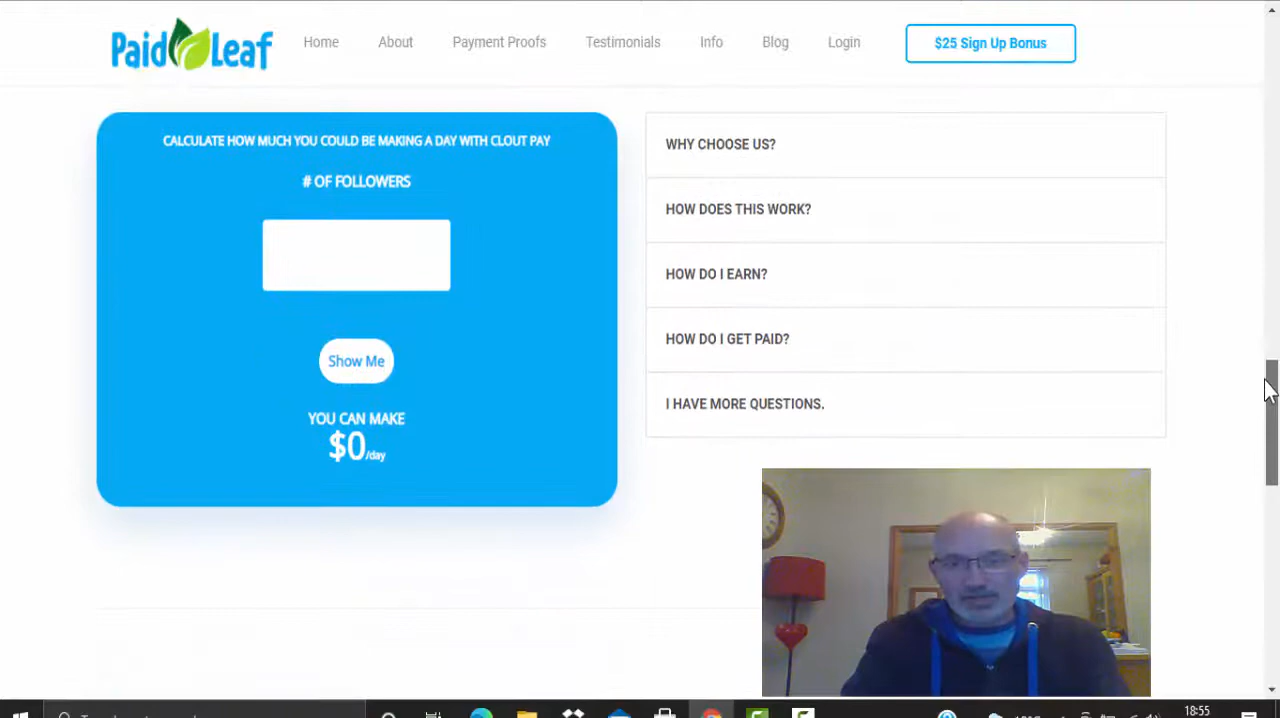 Paid Leaf
Home About Payment Proofs Testimonials Info Blog Login $25 Sign Up Bonus
CALCULATE HOW MUCH YOU COULD BE MAKING A DAY WITH CLOUT PAY
# OF FOLLOWERS
Show Me
YOU CAN MAKE
$0/day
WHY CHOOSE US?
HOW DOES THIS WORK?
HOW DO I EARN?
HOW DO I GET PAID?
I HAVE MORE QUESTIONS.
18:55